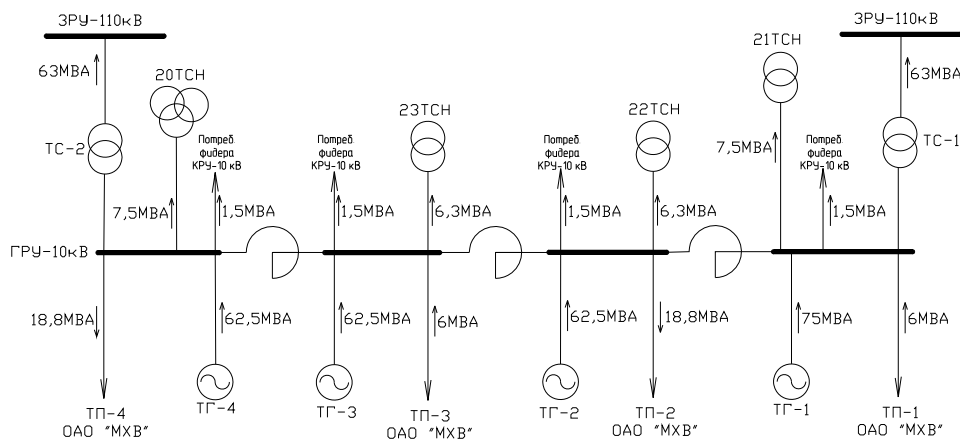 ЗРУ-110кВ
ЗРУ-110кВ
21ТСН
63МВА
20ТСН
63МВА
23ТСН
22ТСН
ТС-2
Потреб.
фидера
КРУ-10 кВ
Потреб.
фидера
КРУ-10 кВ
Потреб.
фидера
КРУ-10 кВ
7,5МВА
Потреб.
фидера
КРУ-10 кВ
ТС-1
7,5МВА
1,5МВА
1,5МВА
6,3МВА
1,5МВА
6,3МВА
1,5МВА
ГРУ-10кВ
18,8МВА
62,5МВА
62,5МВА
6МВА
62,5МВА
18,8МВА
75МВА
6МВА
ТП-4
ОАО "МХВ"
ТГ-4
ТГ-3
ТП-3
ОАО "МХВ"
ТГ-2
ТП-2
ОАО "МХВ"
ТГ-1
ТП-1
ОАО "МХВ"